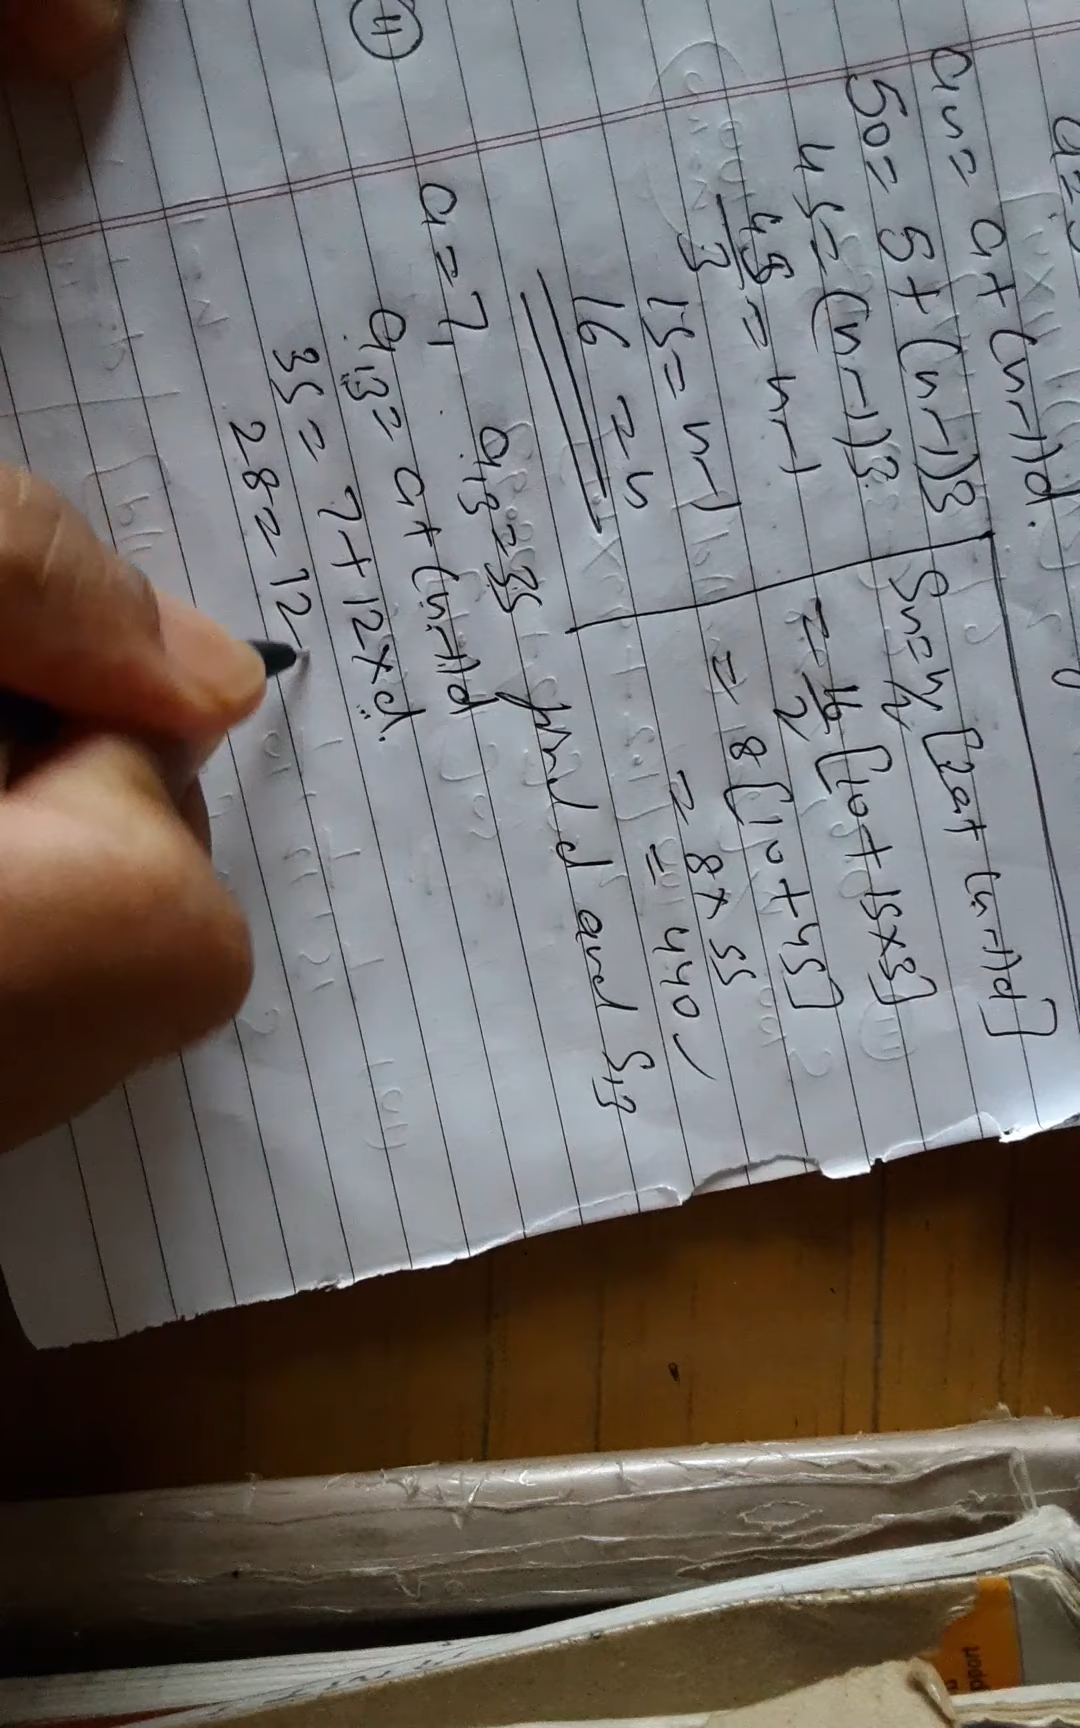 an = a + (n-1)d.
50 = 5 + (n-1)3
45 = (n-1)3
45/3 = n-1
15 = n-1
16 = n
Sn = n/2 [2a+ (n-1)d]
= 16/2 [10 + 15×3]
= 8 [10 + 45]
= 8 × 55
= 440
(ii)
a = 7, a13 = 35 find d and S13
a13 = a + (n-1)d
35 = 7 + 12×d.
28 = 12
pport